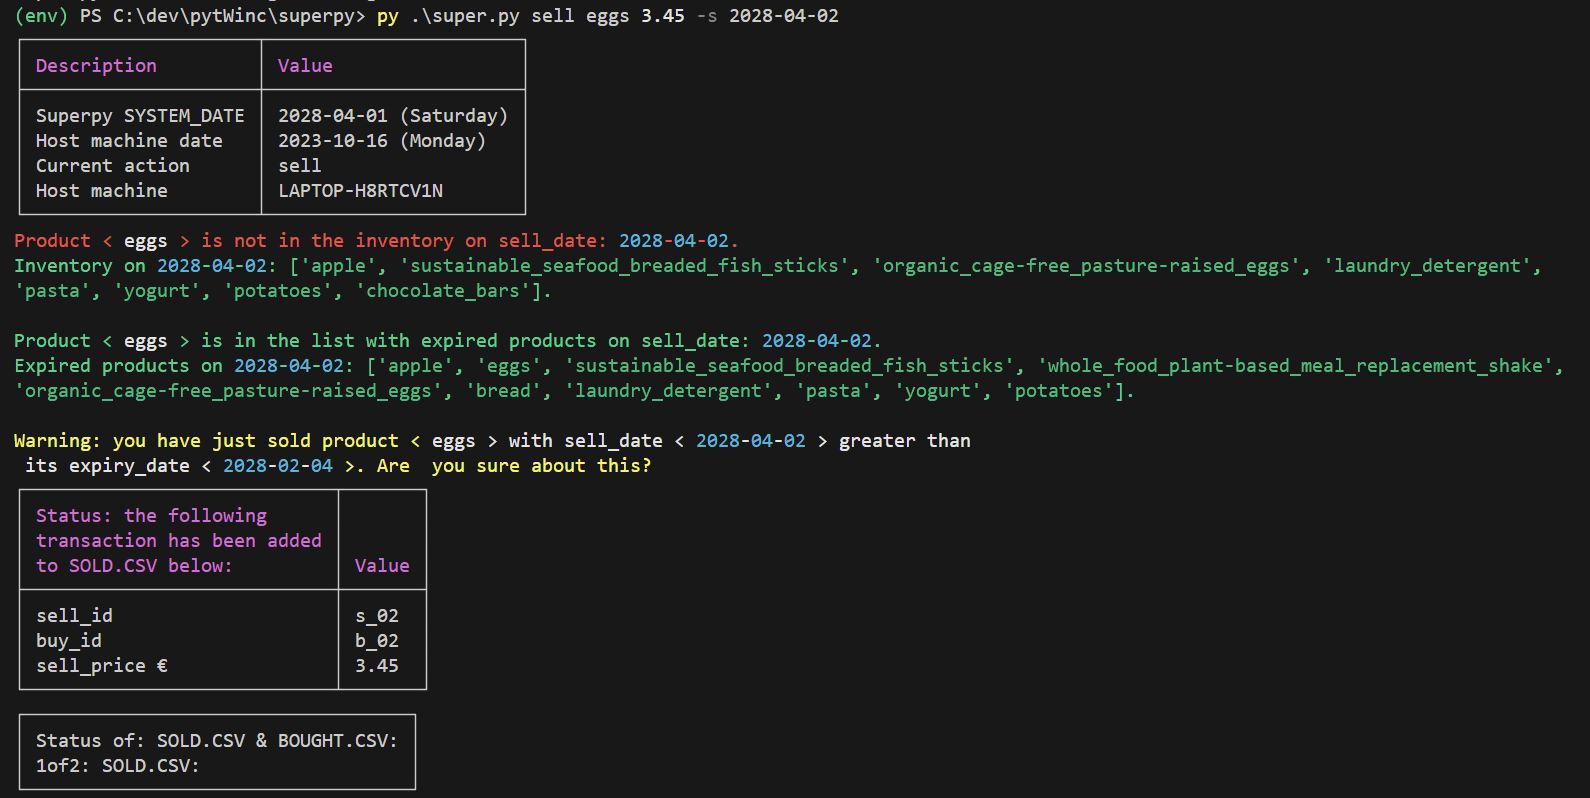 (env) PS C:\dev\pytWinc\superpy> py .\super.py sell eggs 3.45 -s 2028-04-02
Description Value
Superpy SYSTEM_DATE 2028-04-01 (Saturday)
Host machine date 2023-10-16 (Monday)
Current action sell
Host machine LAPTOP-H8RTCV1N
Product < eggs > is not in the inventory on sell_date: 2028-04-02.
Inventory on 2028-04-02: ['apple', 'sustainable_seafood_breaded_fish_sticks', 'organic_cage-free_pasture-raised_eggs', 'laundry_detergent',
'pasta', 'yogurt', 'potatoes', 'chocolate_bars'].
Product < eggs > is in the list with expired products on sell_date: 2028-04-02.
Expired products on 2028-04-02: ['apple', 'eggs', 'sustainable_seafood_breaded_fish_sticks', 'whole_food_plant-based_meal_replacement_shake',
'organic_cage-free_pasture-raised_eggs', 'bread', 'laundry_detergent', 'pasta', 'yogurt', 'potatoes'].
Warning: you have just sold product < eggs > with sell_date < 2028-04-02 > greater than
its expiry_date < 2028-02-04 >. Are  you sure about this?
Status: the following
transaction has been added
to SOLD.CSV below: Value
sell_id s_02
buy_id b_02
sell_price € 3.45
Status of: SOLD.CSV & BOUGHT.CSV:
1of2: SOLD.CSV: